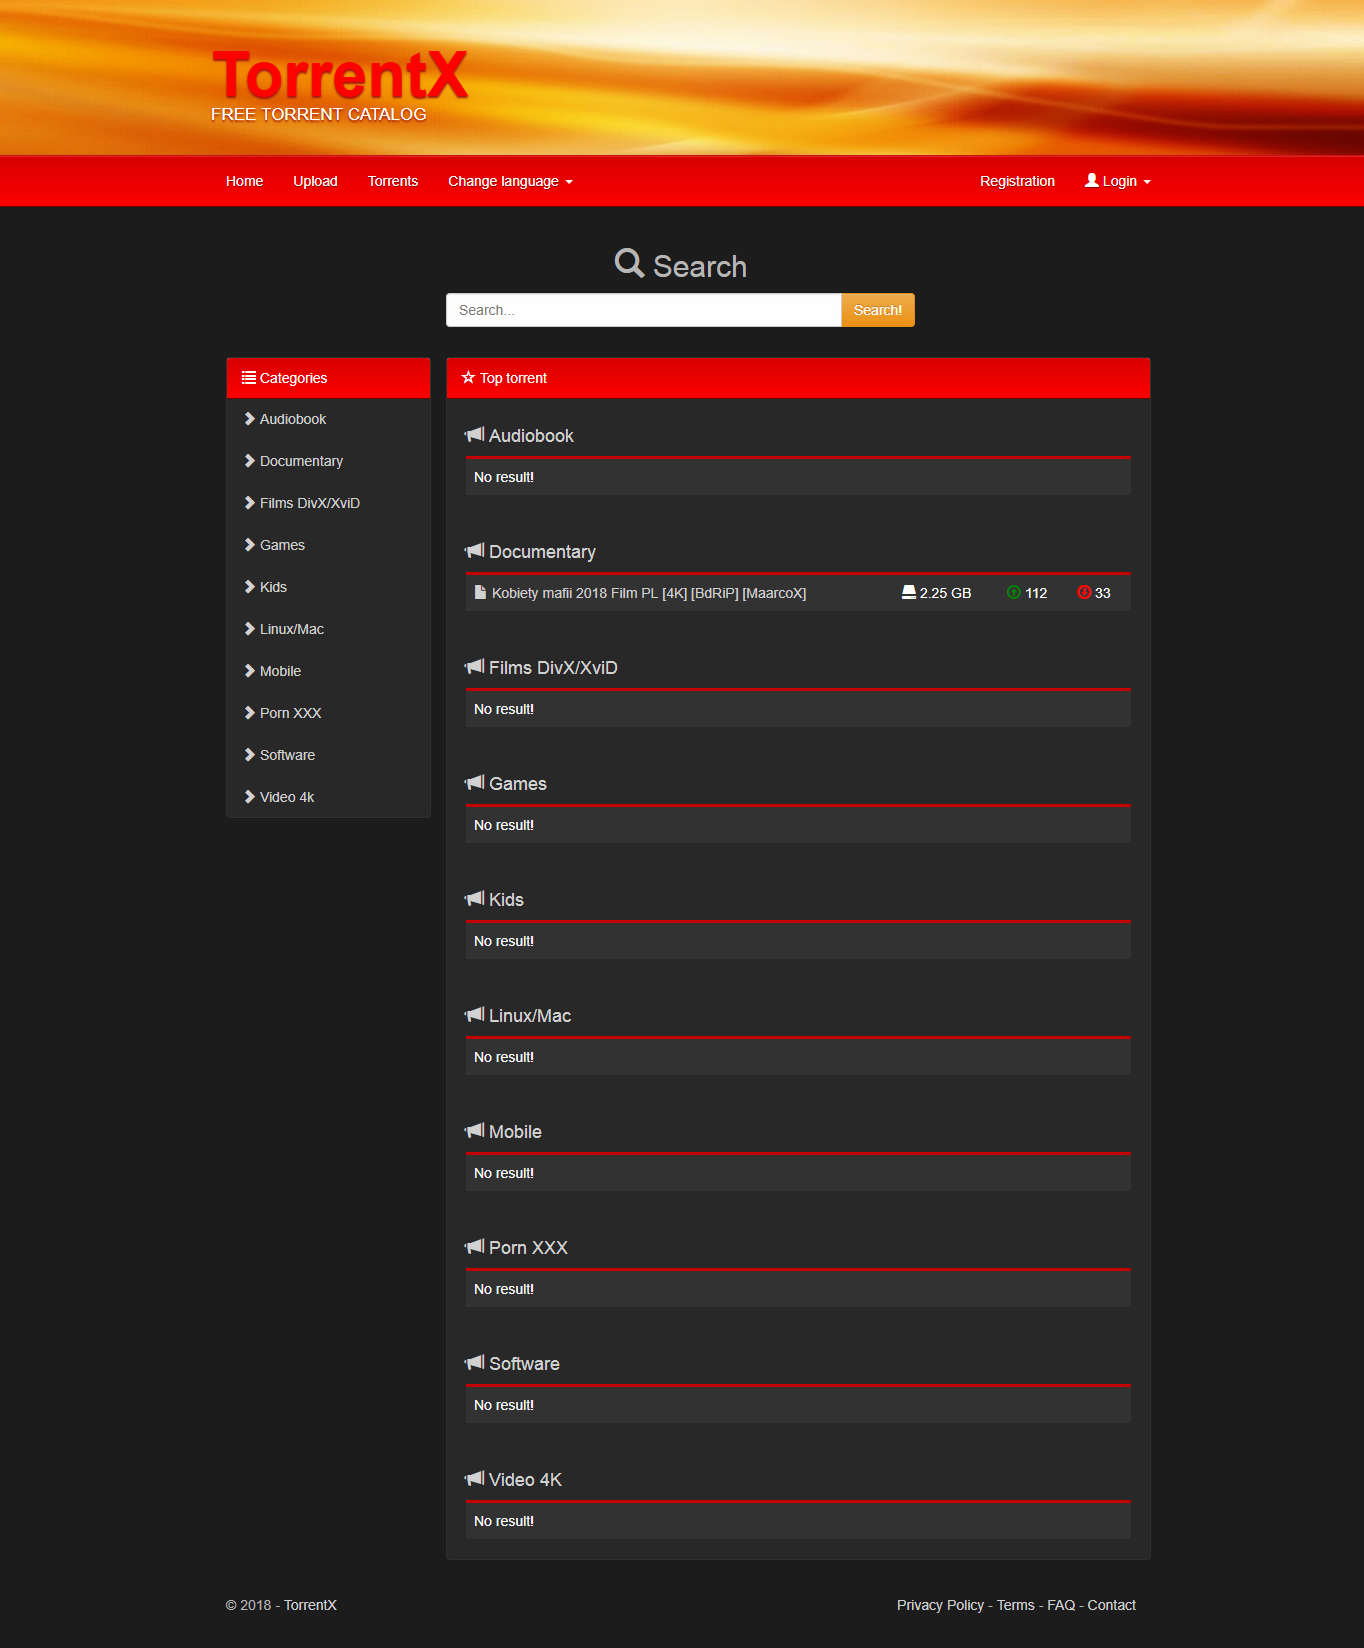 TorrentX
FREE TORRENT CATALOG
Home Upload Torrents Change language Registration Login
Search
Search... Search!
Categories
Audiobook
Documentary
Films DivX/XviD
Games
Kids
Linux/Mac
Mobile
Porn XXX
Software
Video 4k
Top torrent
Audiobook
No result!
Documentary
Kobiety mafii 2018 Film PL [4K] [BdRiP] [MaarcoX] 2.25 GB 112 33
Films DivX/XviD
No result!
Games
No result!
Kids
No result!
Linux/Mac
No result!
Mobile
No result!
Porn XXX
No result!
Software
No result!
Video 4K
No result!
© 2018 - TorrentX Privacy Policy - Terms - FAQ - Contact